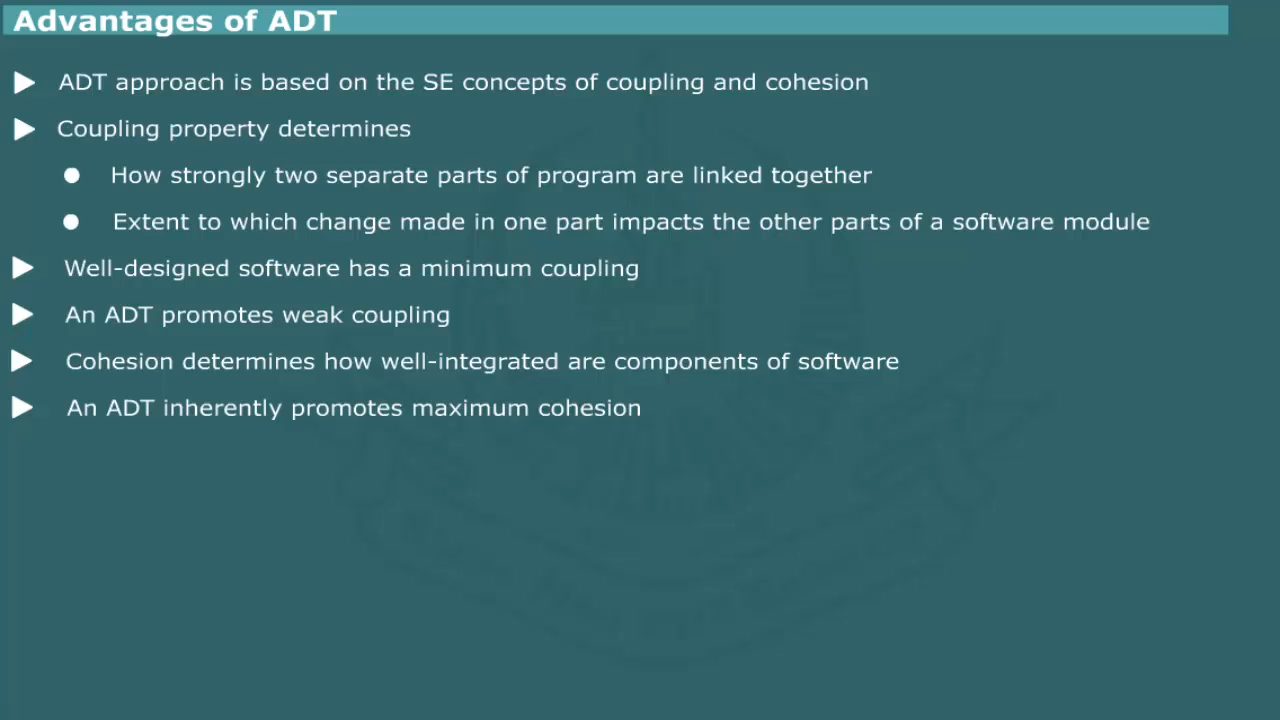 Advantages of ADT
ADT approach is based on the SE concepts of coupling and cohesion
Coupling property determines
How strongly two separate parts of program are linked together
Extent to which change made in one part impacts the other parts of a software module
Well-designed software has a minimum coupling
An ADT promotes weak coupling
Cohesion determines how well-integrated are components of software
An ADT inherently promotes maximum cohesion